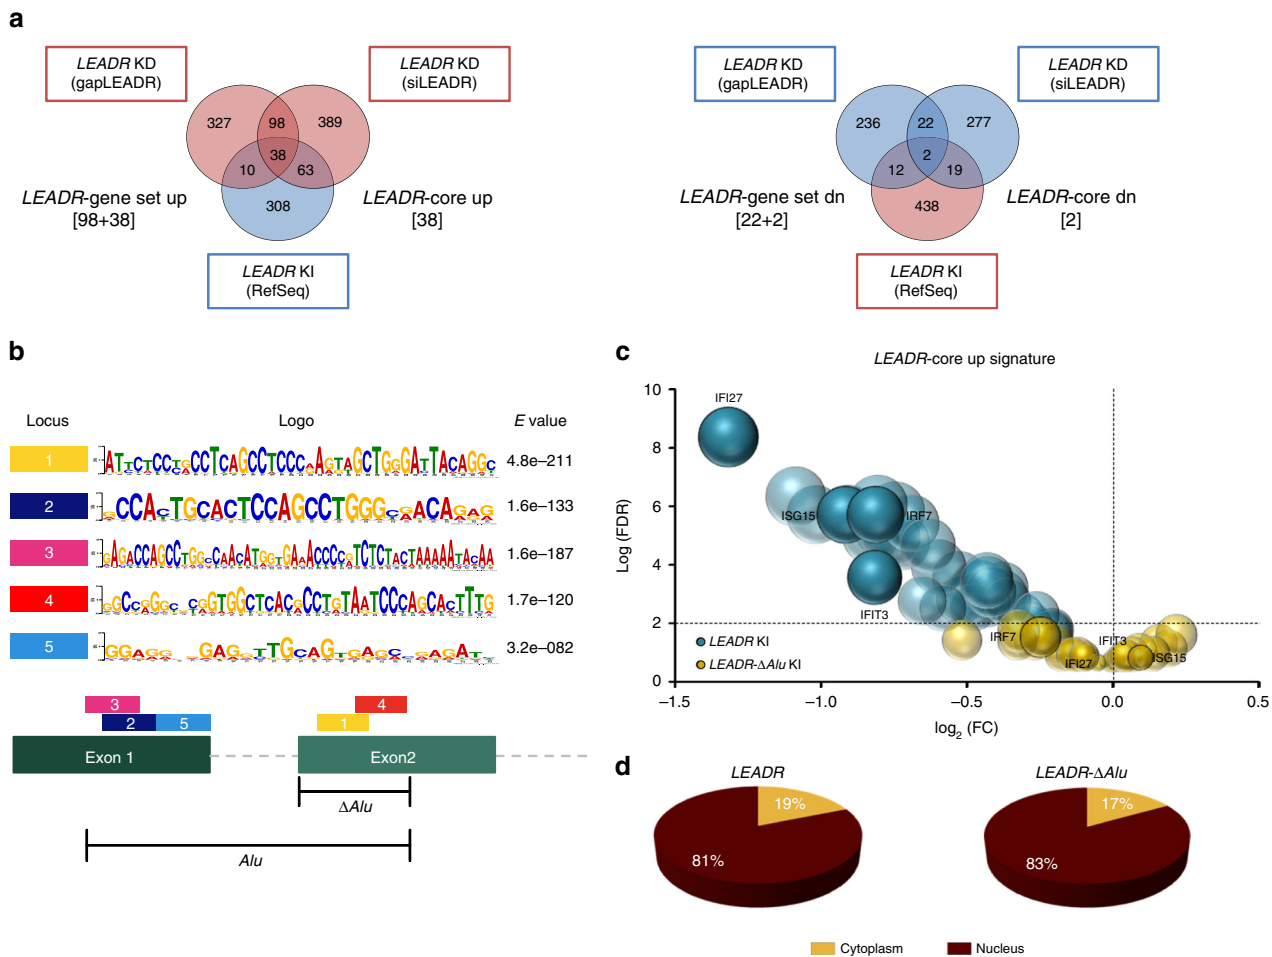 a
LEADR KD
(gapLEADR)
LEADR KD
(siLEADR)
327
98
389
38
10
63
308
LEADR-gene set up
[98+38]
LEADR-core up
[38]
LEADR KI
(RefSeq)
LEADR KD
(gapLEADR)
LEADR KD
(siLEADR)
236
22
277
2
12
19
438
LEADR-gene set dn
[22+2]
LEADR-core dn
[2]
LEADR KI
(RefSeq)
b
Locus Logo E value
1 4.8e–211
2 GCCACTGCACTCCAGCCTGGGCGACAGAG 1.6e–133
3 1.6e–187
4 1.7e–120
5 3.2e–082
3
2 5
4
1
Exon 1
Exon2
ΔAlu
Alu
c
LEADR-core up signature
Log (FDR)
10
8
6
4
2
0
IFI27
ISG15
IRF7
IFIT3
IRF7
IFIT3
IFI27
ISG15
LEADR KI
LEADR-ΔAlu KI
–1.5 –1.0 –0.5 0.0 0.5
log2 (FC)
d
LEADR
19%
81%
LEADR-ΔAlu
17%
83%
Cytoplasm Nucleus